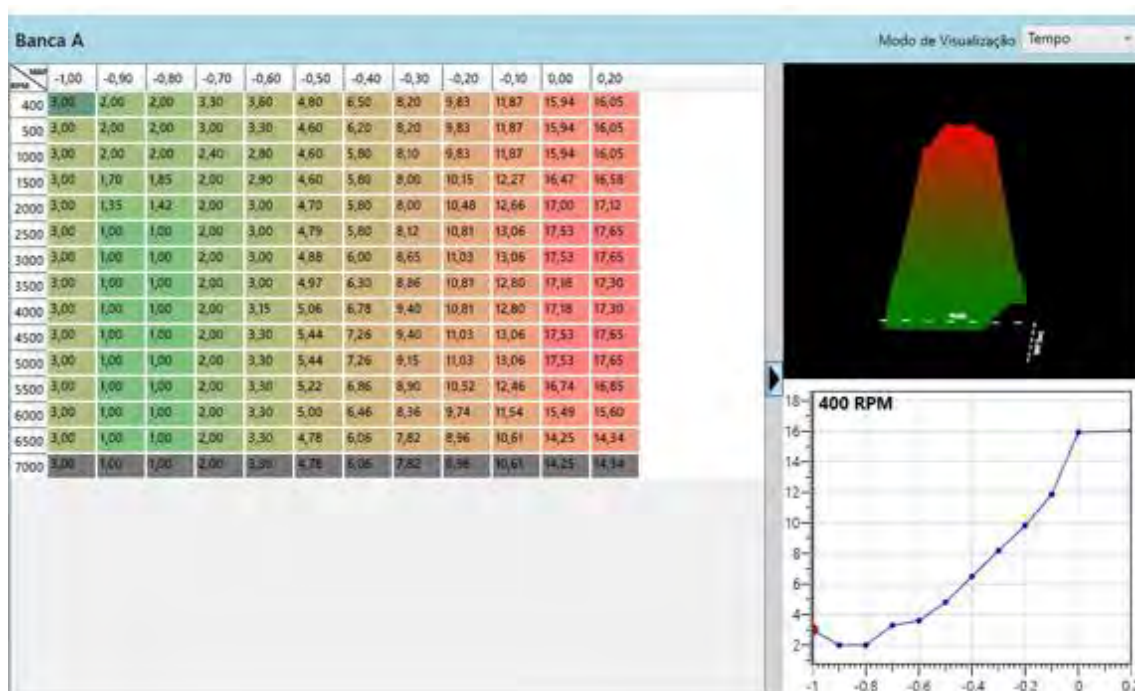 Banca A
Modo de Visualização Tempo
MAP
RPM -1,00 -0,90 -0,80 -0,70 -0,60 -0,50 -0,40 -0,30 -0,20 -0,10 0,00 0,20
400 3,00 2,00 2,00 3,30 3,60 4,80 6,50 8,20 9,83 11,87 15,94 16,05
500 3,00 2,00 2,00 3,00 3,30 4,60 6,20 8,20 9,83 11,87 15,94 16,05
1000 3,00 2,00 2,00 2,40 2,80 4,60 5,80 8,10 9,83 11,87 15,94 16,05
1500 3,00 1,70 1,85 2,00 2,90 4,60 5,80 8,00 10,15 12,27 16,47 16,58
2000 3,00 1,35 1,42 2,00 3,00 4,70 5,80 8,00 10,48 12,66 17,00 17,12
2500 3,00 1,00 1,00 2,00 3,00 4,79 5,80 8,12 10,81 13,06 17,53 17,65
3000 3,00 1,00 1,00 2,00 3,00 4,88 6,00 8,65 11,03 13,06 17,53 17,65
3500 3,00 1,00 1,00 2,00 3,00 4,97 6,30 8,86 10,81 12,80 17,18 17,30
4000 3,00 1,00 1,00 2,00 3,15 5,06 6,78 9,40 10,81 12,80 17,18 17,30
4500 3,00 1,00 1,00 2,00 3,30 5,44 7,26 9,40 11,03 13,06 17,53 17,65
5000 3,00 1,00 1,00 2,00 3,30 5,44 7,26 9,15 11,03 13,06 17,53 17,65
5500 3,00 1,00 1,00 2,00 3,30 5,22 6,86 8,90 10,52 12,46 16,74 16,85
6000 3,00 1,00 1,00 2,00 3,30 5,00 6,46 8,36 9,74 11,54 15,49 15,60
6500 3,00 1,00 1,00 2,00 3,30 4,78 6,06 7,82 8,96 10,61 14,25 14,34
7000 3,00 1,00 1,00 2,00 3,30 4,78 6,06 7,82 8,96 10,61 14,25 14,34
400 RPM
18
16
14
12
10
8
6
4
2
-1 -0.8 -0.6 -0.4 -0.2 0 0.2